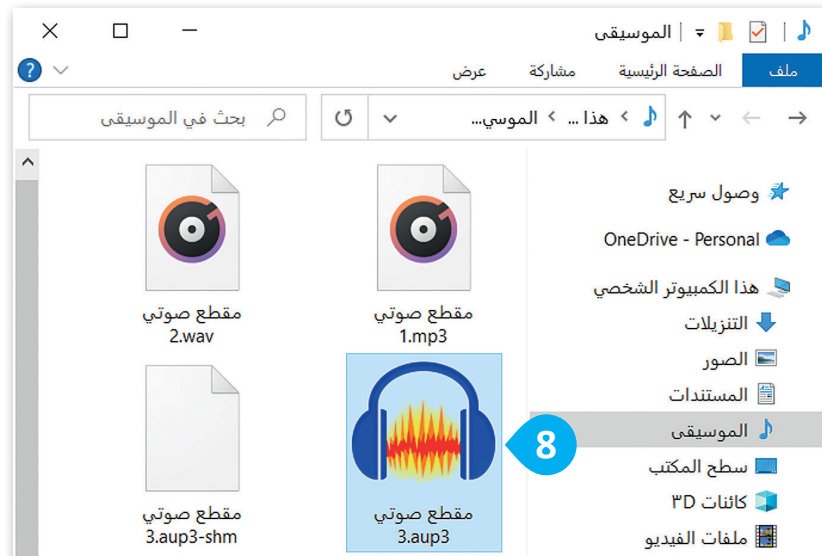 الموسيقى
ملف
الصفحة الرئيسية
مشاركة
عرض
?
هذا ... › الموسي...
بحث في الموسيقى
وصول سريع
OneDrive - Personal
هذا الكمبيوتر الشخصي
التنزيلات
الصور
المستندات
الموسيقى
سطح المكتب
كائنات ٣D
ملفات الفيديو
مقطع صوتي
1.mp3
مقطع صوتي
2.wav
مقطع صوتي
3.aup3
8
مقطع صوتي
3.aup3-shm